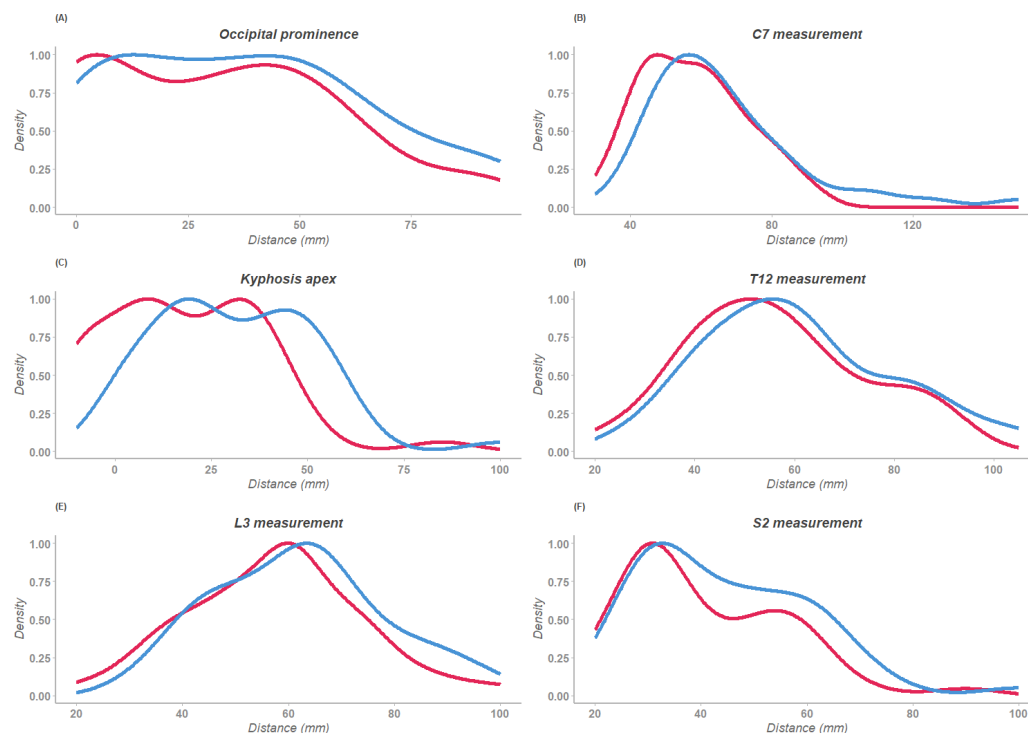 (A)
Occipital prominence
1.00
0.75
0.50
0.25
0.00
Density
0 25 50 75
Distance (mm)
(B)
C7 measurement
1.00
0.75
0.50
0.25
0.00
Density
40 80 120
Distance (mm)
(C)
Kyphosis apex
1.00
0.75
0.50
0.25
0.00
Density
0 25 50 75 100
Distance (mm)
(D)
T12 measurement
1.00
0.75
0.50
0.25
0.00
Density
20 40 60 80 100
Distance (mm)
(E)
L3 measurement
1.00
0.75
0.50
0.25
0.00
Density
20 40 60 80 100
Distance (mm)
(F)
S2 measurement
1.00
0.75
0.50
0.25
0.00
Density
20 40 60 80 100
Distance (mm)